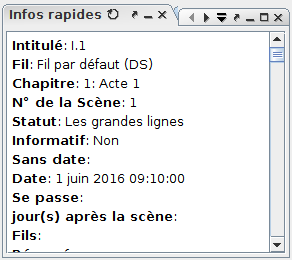 Infos rapides
Intitulé: I.1
Fil: Fil par défaut (DS)
Chapitre: 1: Acte 1
N° de la Scène: 1
Statut: Les grandes lignes
Informatif: Non
Sans date:
Date: 1 juin 2016 09:10:00
Se passe:
jour(s) après la scène:
Fils: